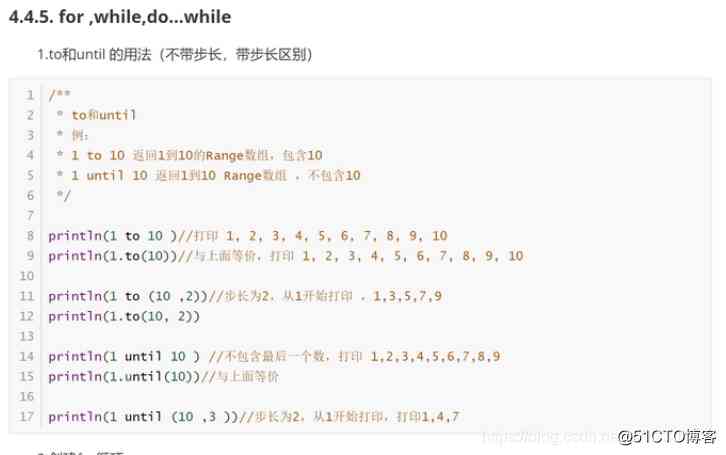 4.4.5. for ,while,do...while
1.to和until 的用法（不带步长，带步长区别）
1 /**
2 * to和until
3 * 例：
4 * 1 to 10 返回1到10的Range数组，包含10
5 * 1 until 10 返回1到10 Range数组 ，不包含10
6 */
7
8 println(1 to 10 )//打印 1, 2, 3, 4, 5, 6, 7, 8, 9, 10
9 println(1.to(10))//与上面等价，打印 1, 2, 3, 4, 5, 6, 7, 8, 9, 10
10
11 println(1 to (10 ,2))//步长为2，从1开始打印 ，1,3,5,7,9
12 println(1.to(10, 2))
13
14 println(1 until 10 ) //不包含最后一个数，打印 1,2,3,4,5,6,7,8,9
15 println(1.until(10))//与上面等价
16
17 println(1 until (10 ,3 ))//步长为2，从1开始打印，打印1,4,7
https://blog.csdn.ne
@51CTO博客